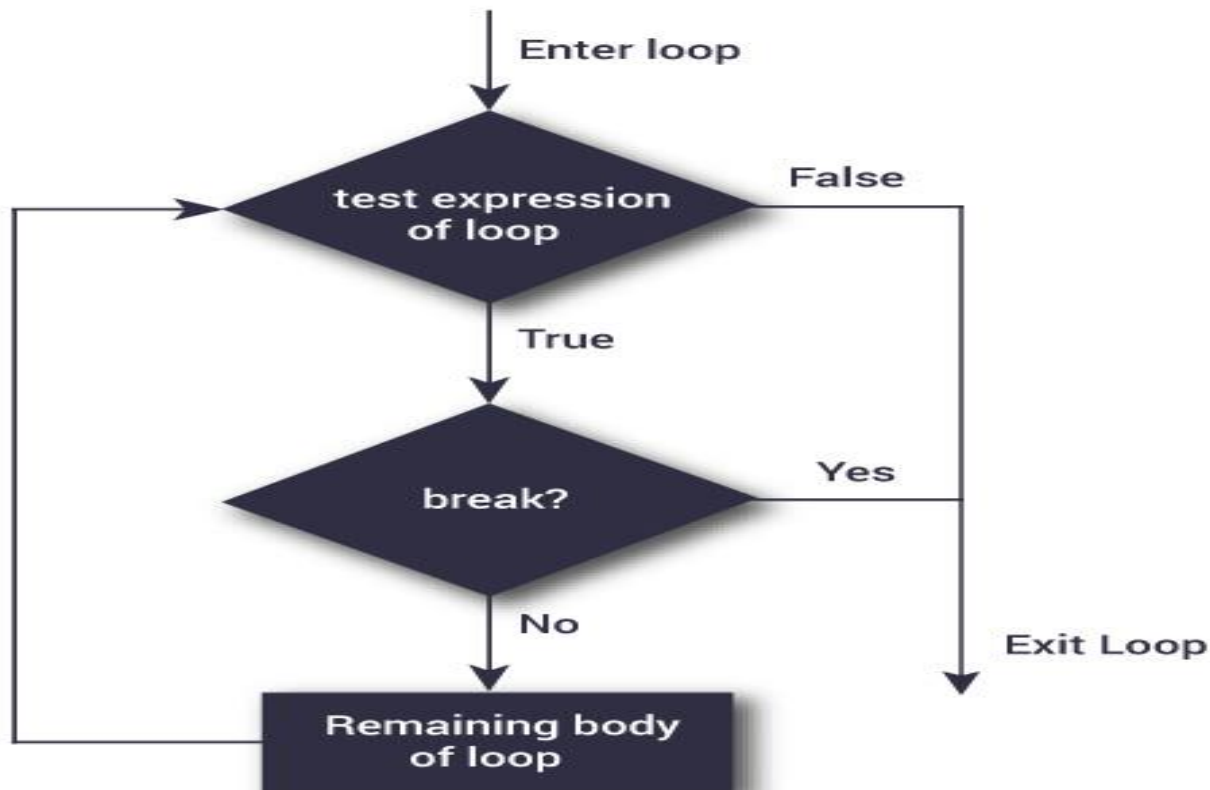 Enter loop
test expression
of loop
False
True
break?
Yes
No
Exit Loop
Remaining body
of loop